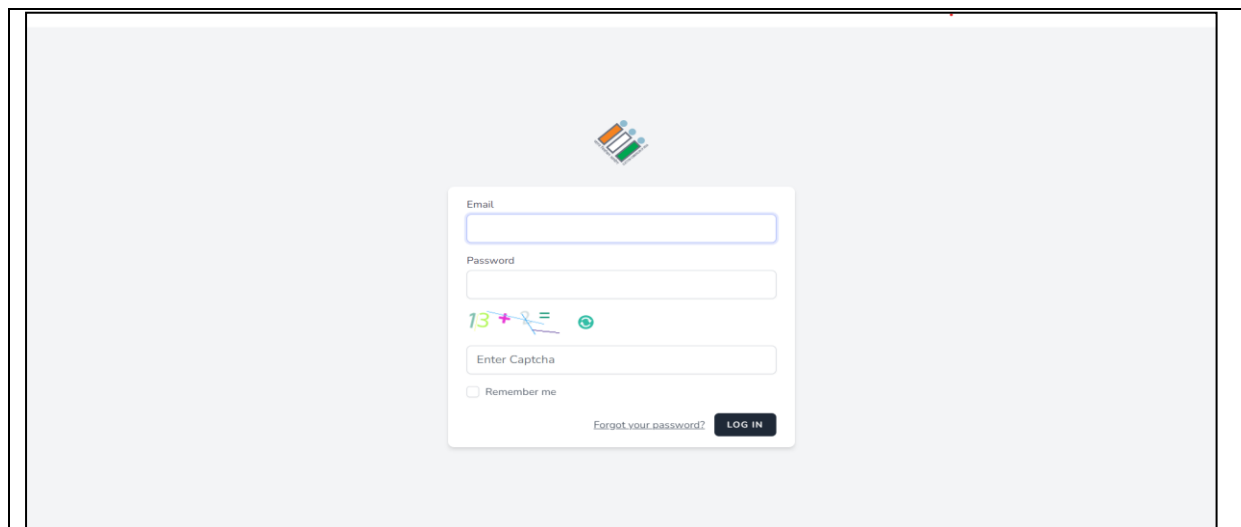 Email
Password
13 + =
Enter Captcha
Remember me
Forgot your password? LOG IN